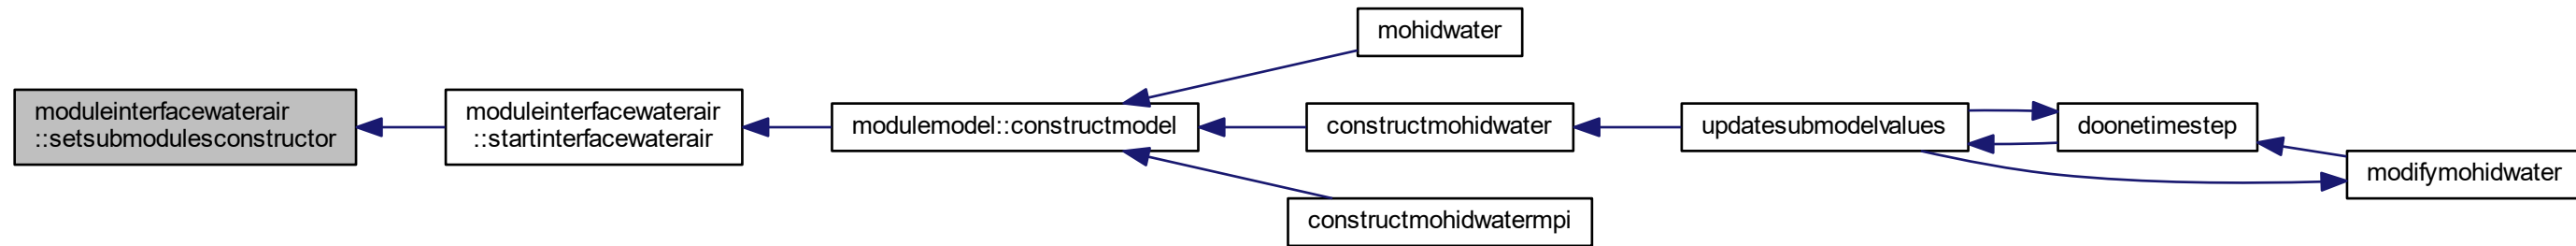 moduleinterfacewaterair
::setsubmodulesconstructor
moduleinterfacewaterair
::startinterfacewaterair
modulemodel::constructmodel
mohidwater
constructmohidwater
constructmohidwatermpi
updatesubmodelvalues
doonetimestep
modifymohidwater